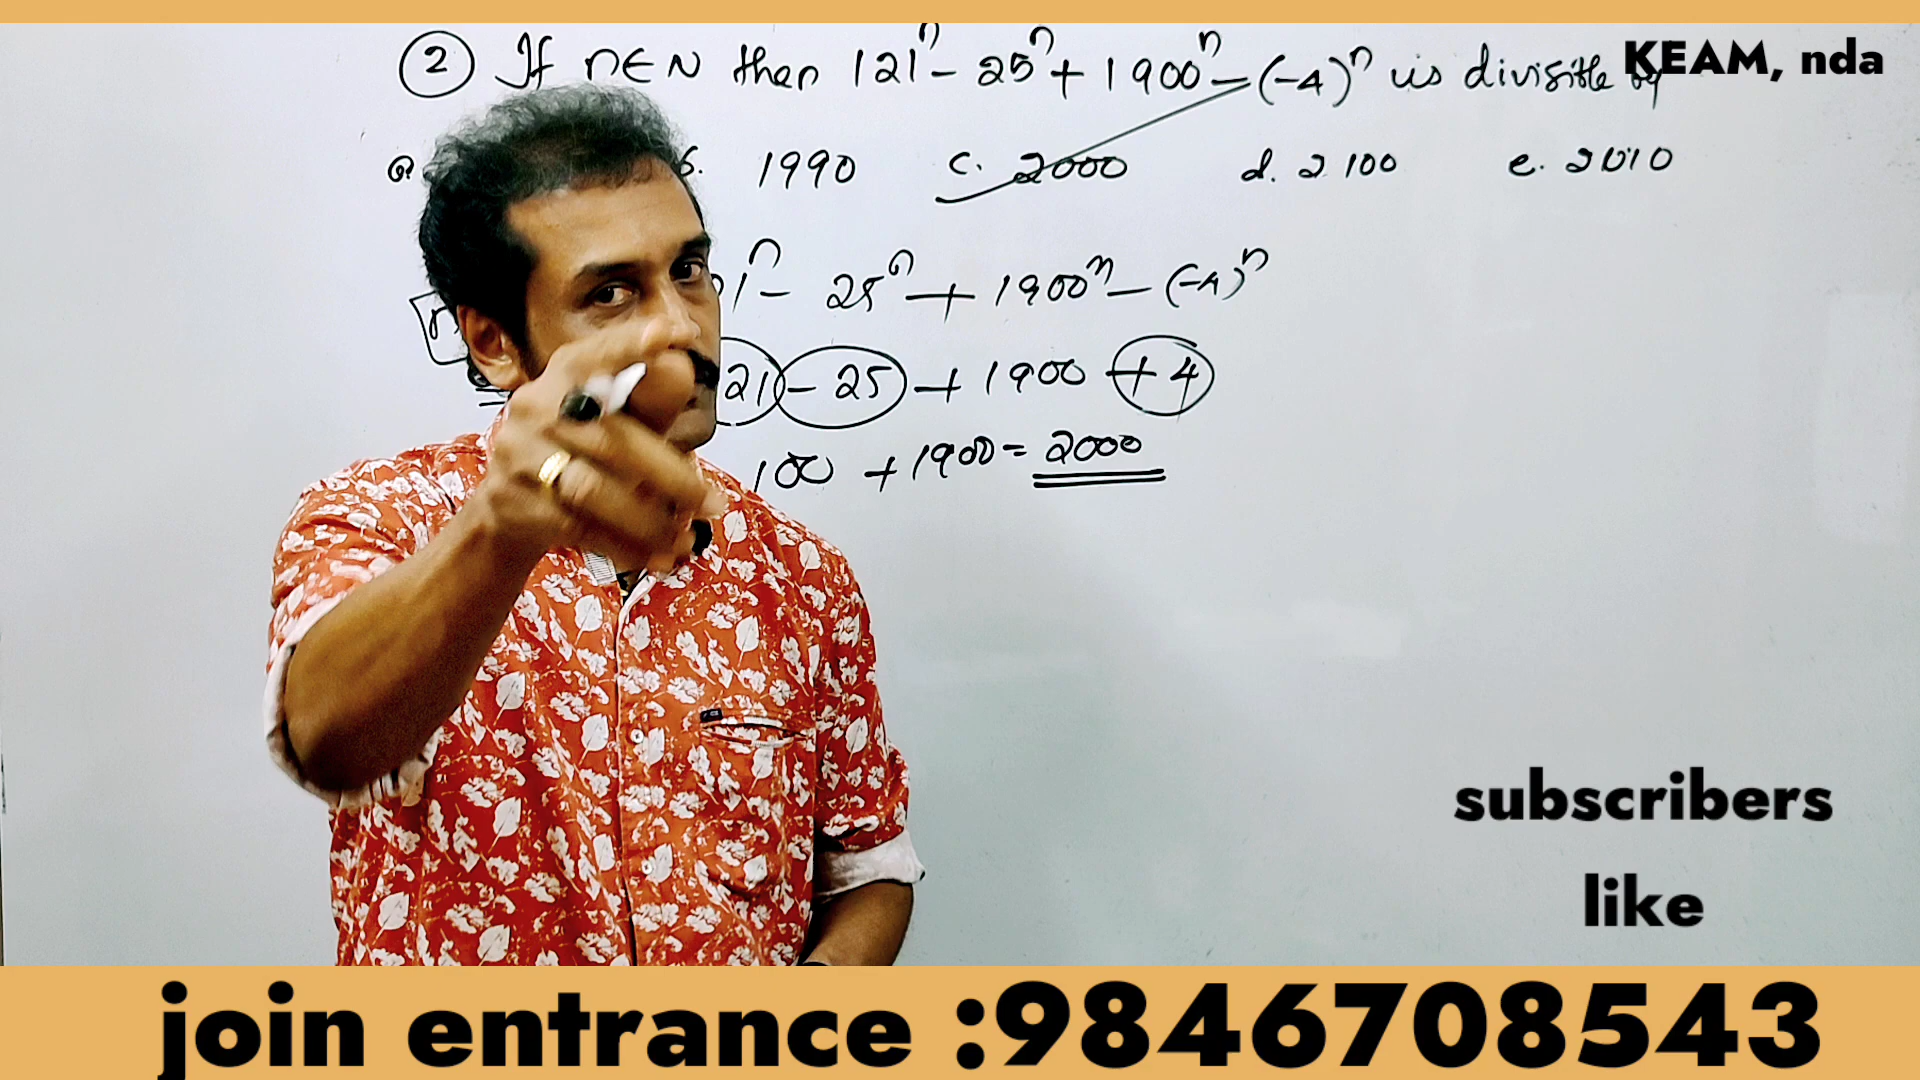 ② If n∈N then 121ⁿ - 25ⁿ + 1900ⁿ - (-4)ⁿ is divisible by
KEAM, nda
a. 1990 c. 2000 d. 2100 e. 2010
1ⁿ - 25ⁿ + 1900ⁿ - (-4)ⁿ
21 - 25 + 1900 + 4
100 + 1900 = 2000
subscribers
like
join entrance :9846708543